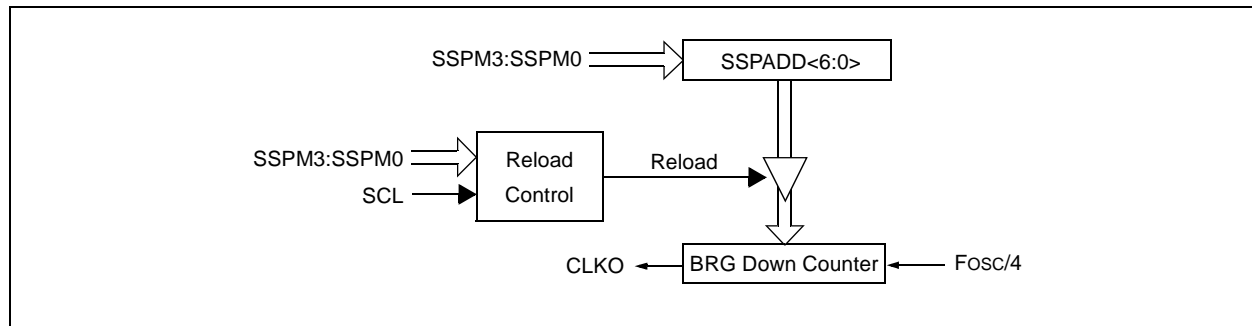 SSPM3:SSPM0
SSPADD<6:0>
SSPM3:SSPM0
SCL
Reload
Control
Reload
CLKO
BRG Down Counter
FOSC/4